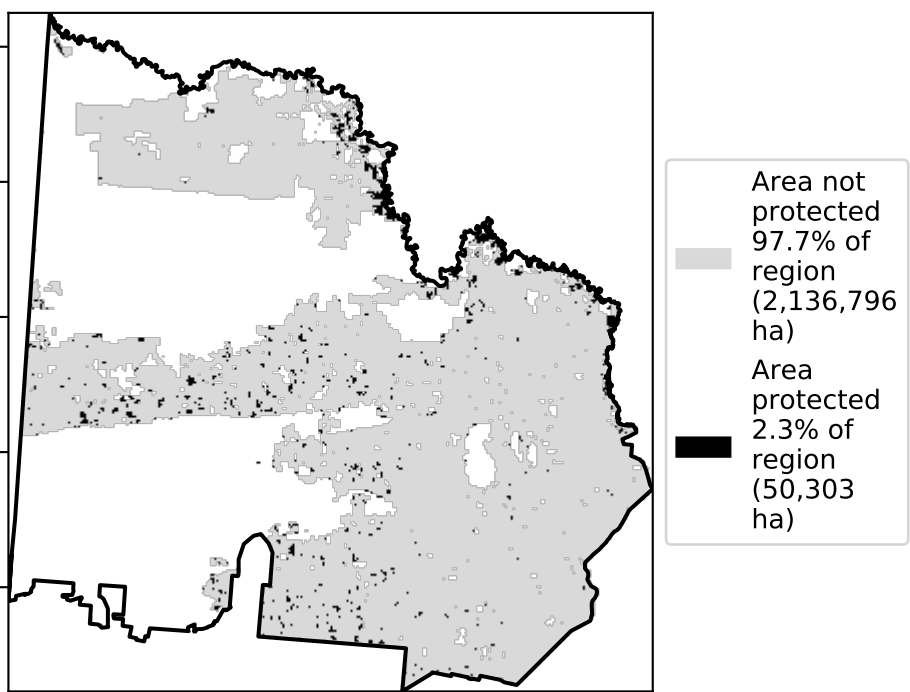 Area not
protected
97.7% of
region
(2,136,796
ha)
Area
protected
2.3% of
region
(50,303
ha)